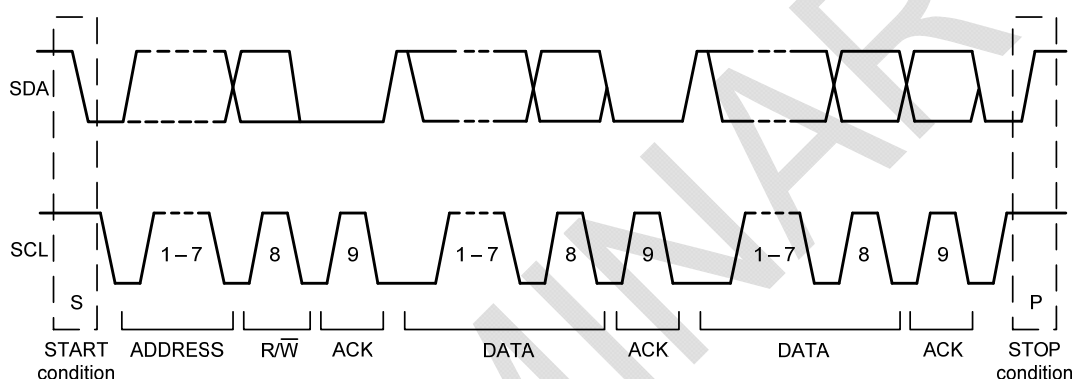 SDA
SCL
1 – 7
8
9
1 – 7
8
9
1 – 7
8
9
S
P
START
condition
ADDRESS
R/W̅
ACK
DATA
ACK
DATA
ACK
STOP
condition
MINAR